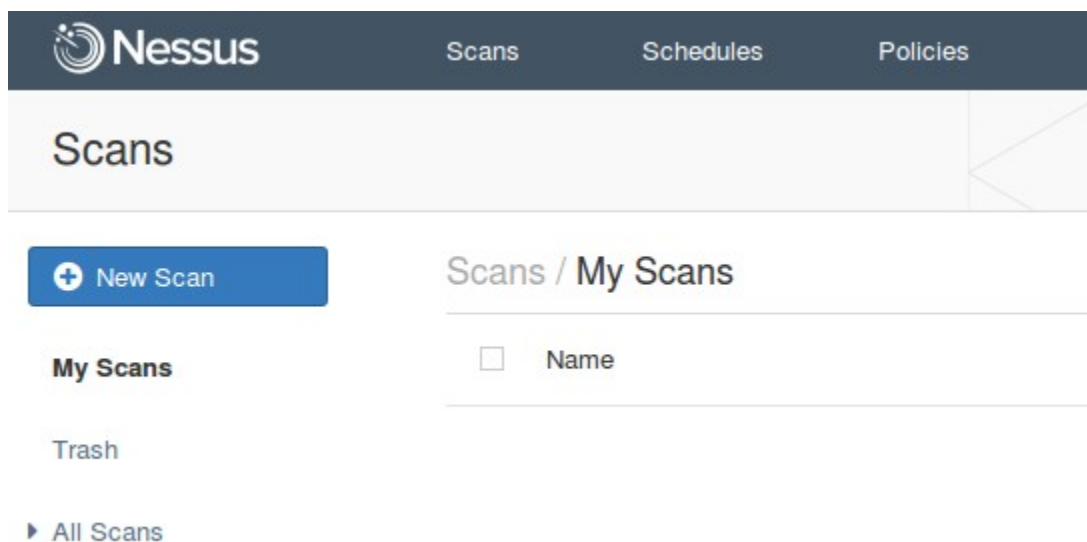 Nessus Scans Schedules Policies
Scans
New Scan
Scans / My Scans
My Scans
Name
Trash
All Scans